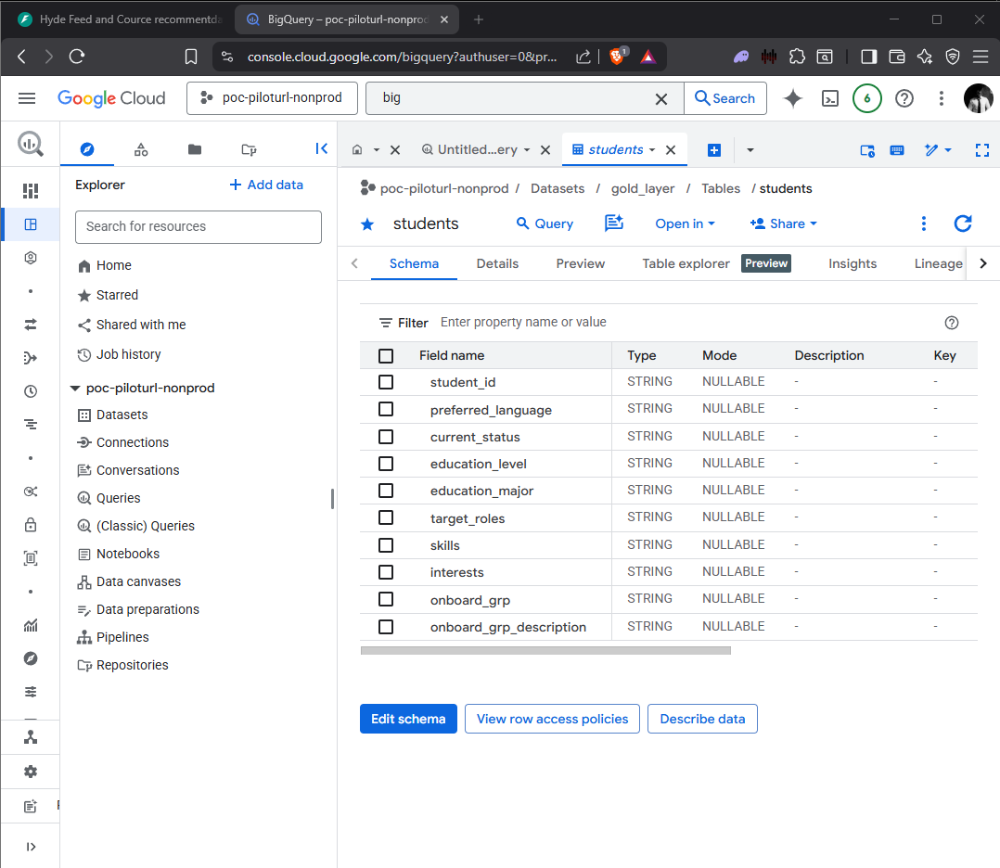 Hyde Feed and Cource recommenda
BigQuery – poc-piloturl-nonprod
console.cloud.google.com/bigquery?authuser=0&pr...
1
Google Cloud
poc-piloturl-nonprod
big
Search
6
Explorer
Add data
Search for resources
Home
Starred
Shared with me
Job history
poc-piloturl-nonprod
Datasets
Connections
Conversations
Queries
(Classic) Queries
Notebooks
Data canvases
Data preparations
Pipelines
Repositories
Untitled...ery
students
poc-piloturl-nonprod / Datasets / gold_layer / Tables / students
students
Query
Open in
Share
Schema Details Preview Table explorer Preview Insights Lineage
Filter Enter property name or value
Field name Type Mode Description Key
student_id STRING NULLABLE - -
preferred_language STRING NULLABLE - -
current_status STRING NULLABLE - -
education_level STRING NULLABLE - -
education_major STRING NULLABLE - -
target_roles STRING NULLABLE - -
skills STRING NULLABLE - -
interests STRING NULLABLE - -
onboard_grp STRING NULLABLE - -
onboard_grp_description STRING NULLABLE - -
Edit schema View row access policies Describe data